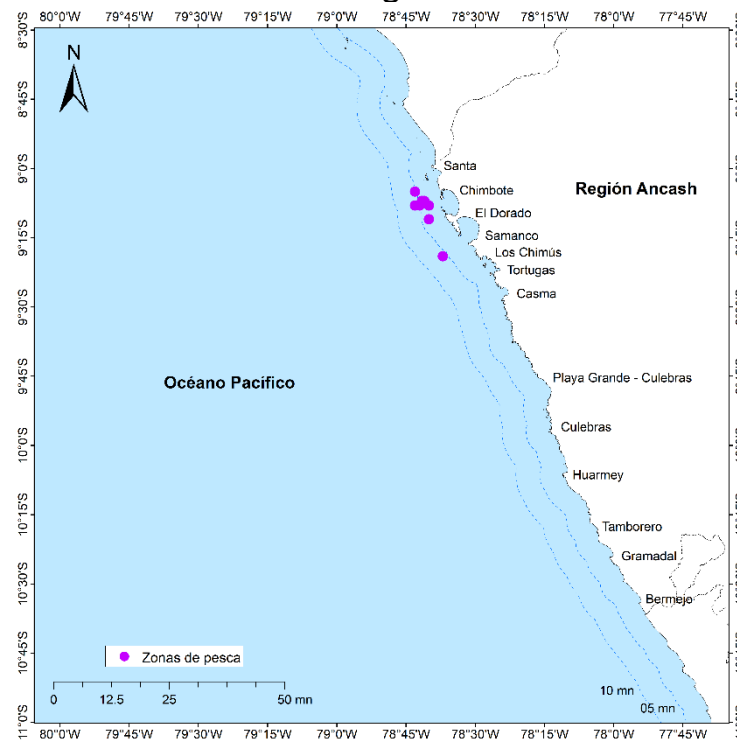 80°0'W 79°45'W 79°30'W 79°15'W 79°0'W 78°45'W 78°30'W 78°15'W 78°0'W 77°45'W
8°30'S
N
8°45'S
9°0'S
Santa
Chimbote
Región Ancash
El Dorado
9°15'S
Samanco
Los Chimús
Tortugas
Casma
9°30'S
9°45'S
Océano Pacífico
Playa Grande - Culebras
Culebras
10°0'S
Huarmey
10°15'S
Tamborero
Gramadal
10°30'S
Bermejo
10°45'S
Zonas de pesca
0 12.5 25 50 mn
10 mn
05 mn
11°0'S
80°0'W 79°45'W 79°30'W 79°15'W 79°0'W 78°45'W 78°30'W 78°15'W 78°0'W 77°45'W